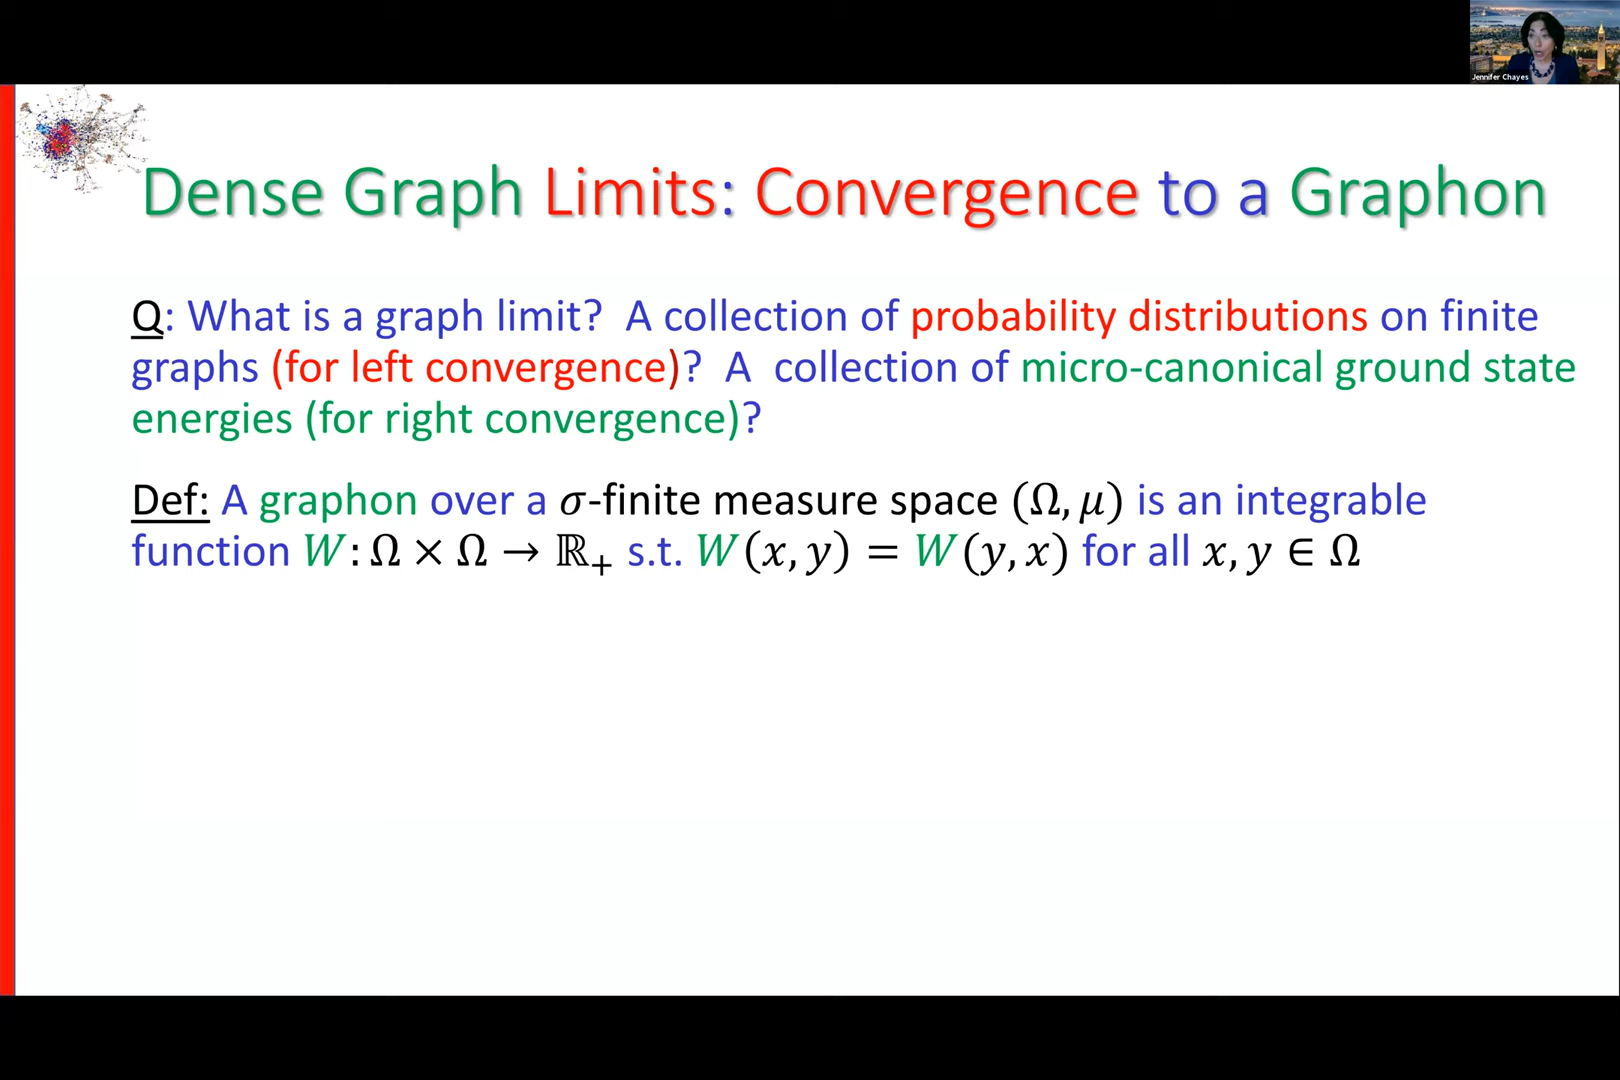 Jennifer Chayes
Dense Graph Limits: Convergence to a Graphon
Q: What is a graph limit? A collection of probability distributions on finite
graphs (for left convergence)? A collection of micro-canonical ground state
energies (for right convergence)?
Def: A graphon over a σ-finite measure space (Ω, μ) is an integrable
function W: Ω × Ω → ℝ₊ s.t. W(x, y) = W(y, x) for all x, y ∈ Ω